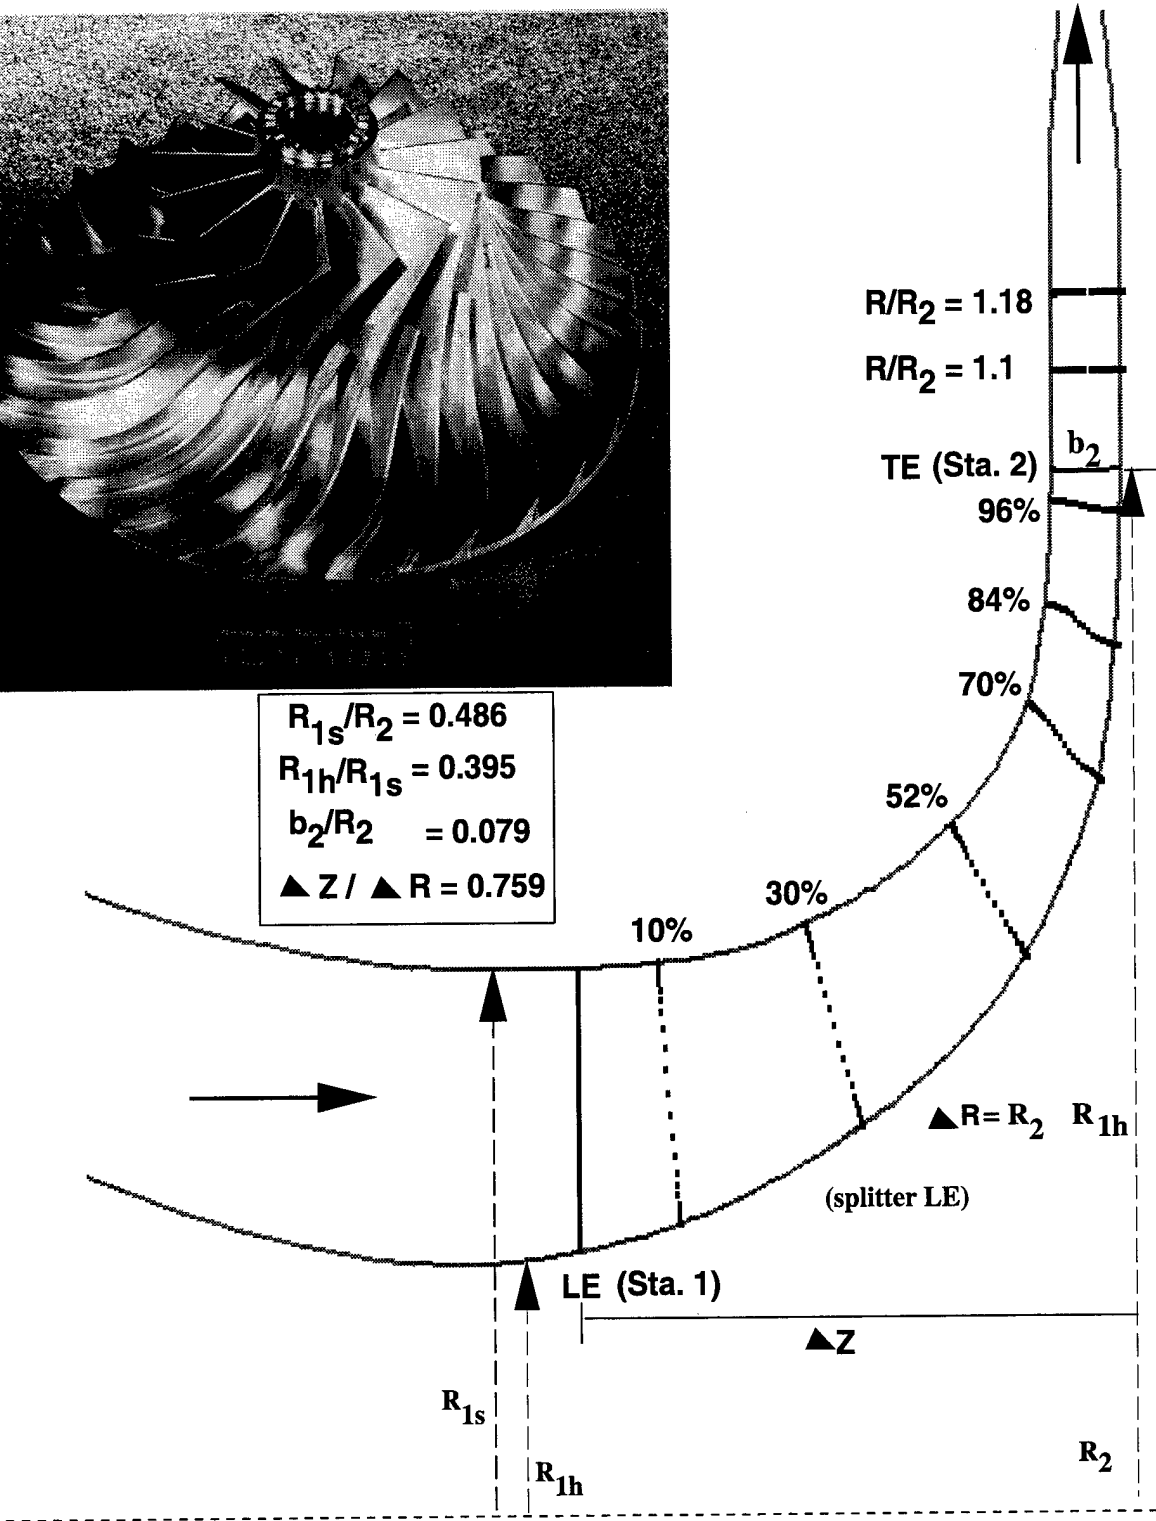 R/R2 = 1.18
R/R2 = 1.1
b2
TE (Sta. 2)
96%
84%
70%
R1s/R2 = 0.486
R1h/R1s = 0.395
b2/R2 = 0.079
▲ Z / ▲ R = 0.759
52%
30%
10%
▲R = R2 R1h
(splitter LE)
LE (Sta. 1)
▲Z
R1s
R2
R1h